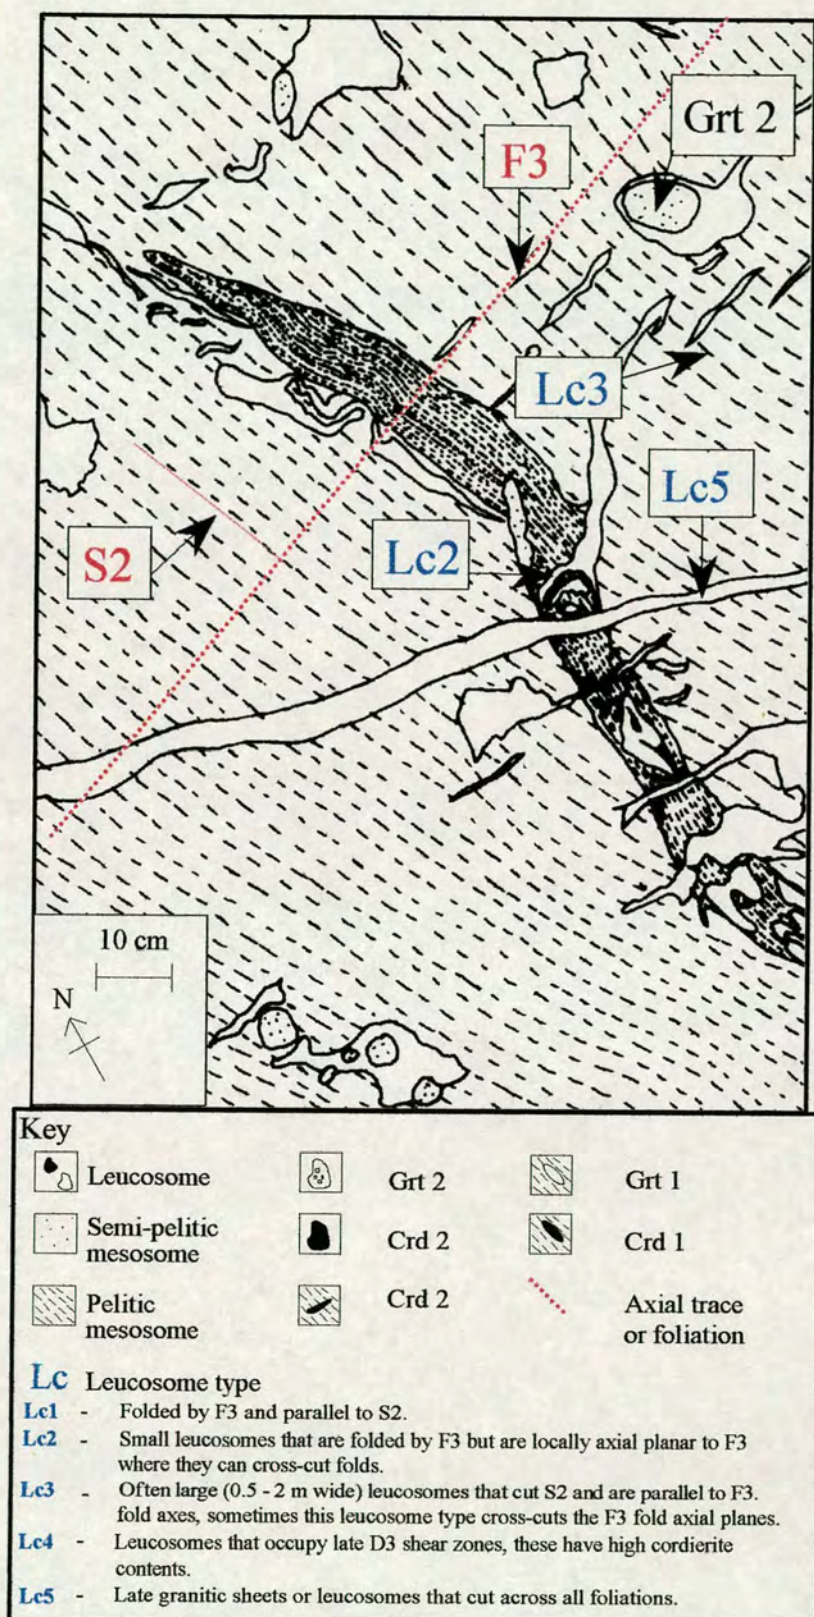 Grt 2
F3
Lc3
Lc5
S2
Lc2
10 cm
N
Key
Leucosome
Grt 2
Grt 1
Semi-pelitic
mesosome
Crd 2
Crd 1
Pelitic
mesosome
Crd 2
Axial trace
or foliation
Lc Leucosome type
Lc1 - Folded by F3 and parallel to S2.
Lc2 - Small leucosomes that are folded by F3 but are locally axial planar to F3
where they can cross-cut folds.
Lc3 - Often large (0.5 - 2 m wide) leucosomes that cut S2 and are parallel to F3.
fold axes, sometimes this leucosome type cross-cuts the F3 fold axial planes.
Lc4 - Leucosomes that occupy late D3 shear zones, these have high cordierite
contents.
Lc5 - Late granitic sheets or leucosomes that cut across all foliations.